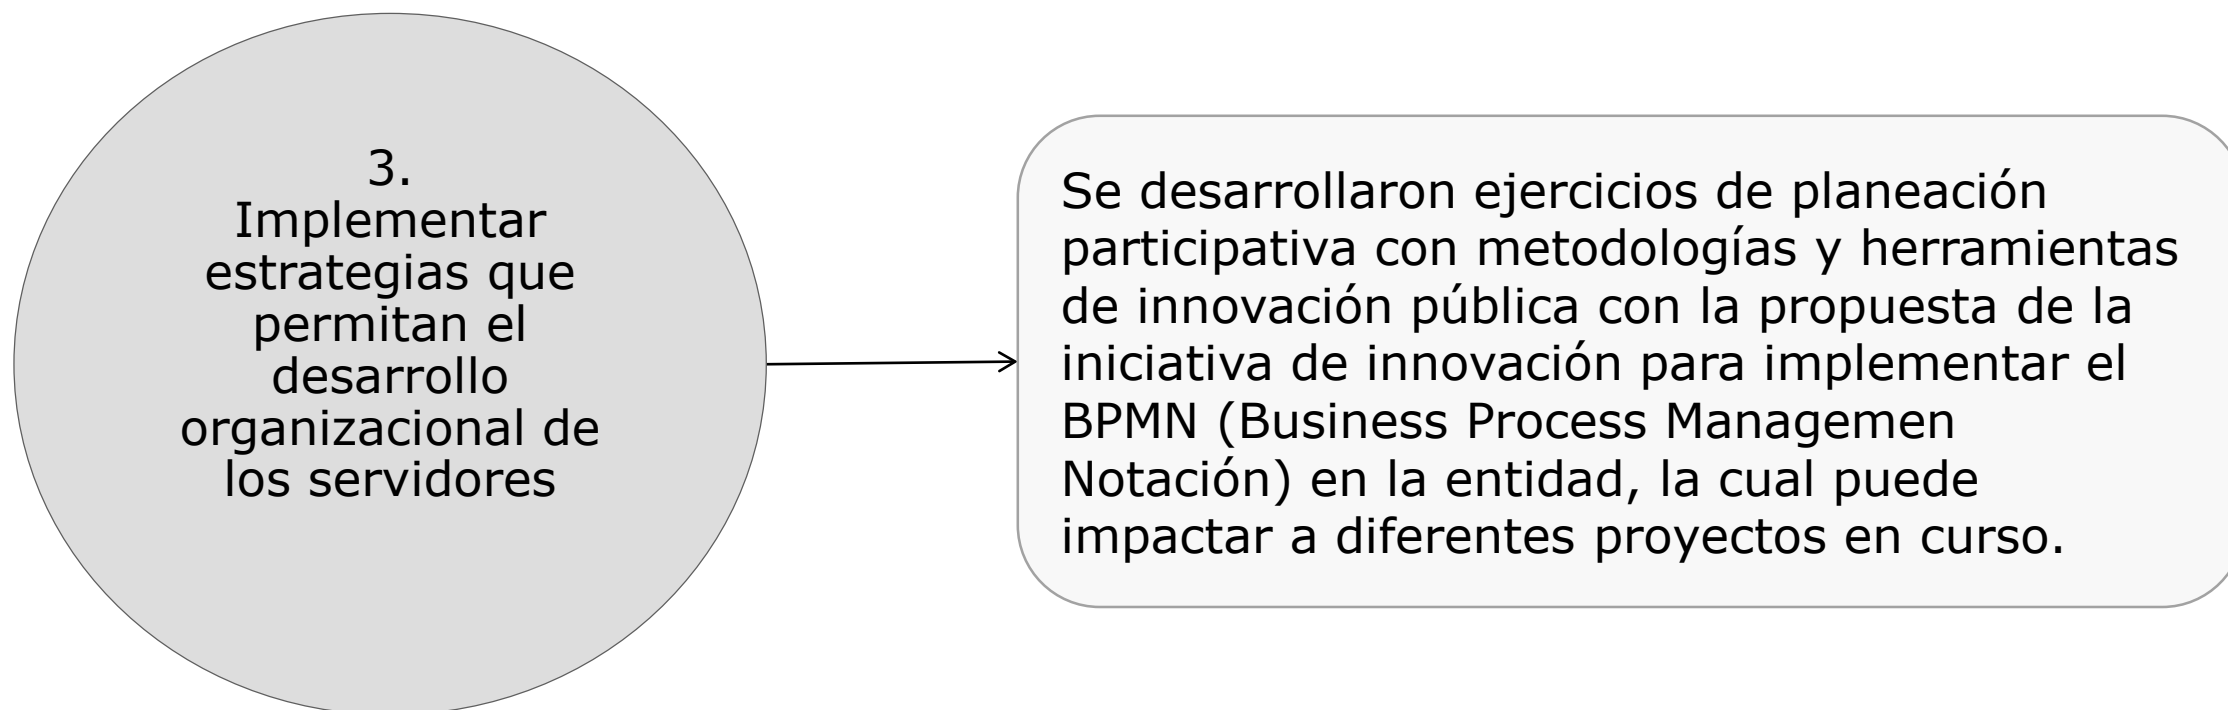 3.
Implementar
estrategias que
permitan el
desarrollo
organizacional de
los servidores
Se desarrollaron ejercicios de planeación
participativa con metodologías y herramientas
de innovación pública con la propuesta de la
iniciativa de innovación para implementar el
BPMN (Business Process Managemen
Notación) en la entidad, la cual puede
impactar a diferentes proyectos en curso.